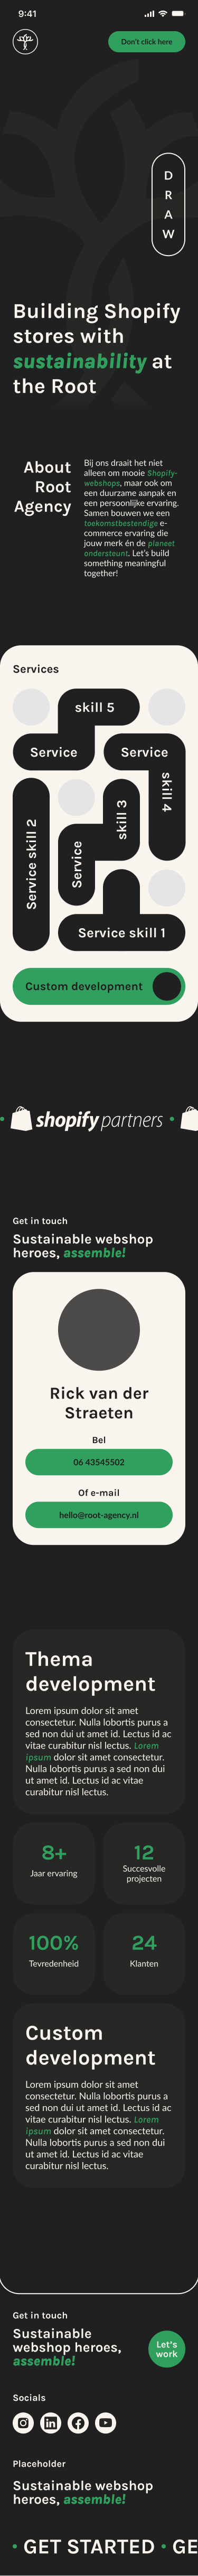 9:41
Don't click here
D
R
A
W
Building Shopify
stores with
sustainability at
the Root
About
Root
Agency
Bij ons draait het niet
alleen om mooie Shopify-
webshops, maar ook om
een duurzame aanpak en
een persoonlijke ervaring.
Samen bouwen we een
toekomstbestendige e-
commerce ervaring die
jouw merk én de planeet
ondersteunt. Let's build
something meaningful
together!
Services
skill 5
Service
Service
skill 4
Service skill 2
Service
skill 3
Service skill 1
Custom development
shopify partners
Get in touch
Sustainable webshop
heroes, assemble!
Rick van der
Straeten
Bel
06 43545502
Of e-mail
hello@root-agency.nl
Thema
development
Lorem ipsum dolor sit amet
consectetur. Nulla lobortis purus a
sed non dui ut amet id. Lectus id ac
vitae curabitur nisl lectus. Lorem
ipsum dolor sit amet consectetur.
Nulla lobortis purus a sed non dui
ut amet id. Lectus id ac vitae
curabitur nisl lectus.
8+
Jaar ervaring
12
Succesvolle
projecten
100%
Tevredenheid
24
Klanten
Custom
development
Lorem ipsum dolor sit amet
consectetur. Nulla lobortis purus a
sed non dui ut amet id. Lectus id ac
vitae curabitur nisl lectus. Lorem
ipsum dolor sit amet consectetur.
Nulla lobortis purus a sed non dui
ut amet id. Lectus id ac vitae
curabitur nisl lectus.
Get in touch
Sustainable
webshop heroes,
assemble!
Let's
work
Socials
Placeholder
Sustainable webshop
heroes, assemble!
• GET STARTED • GE